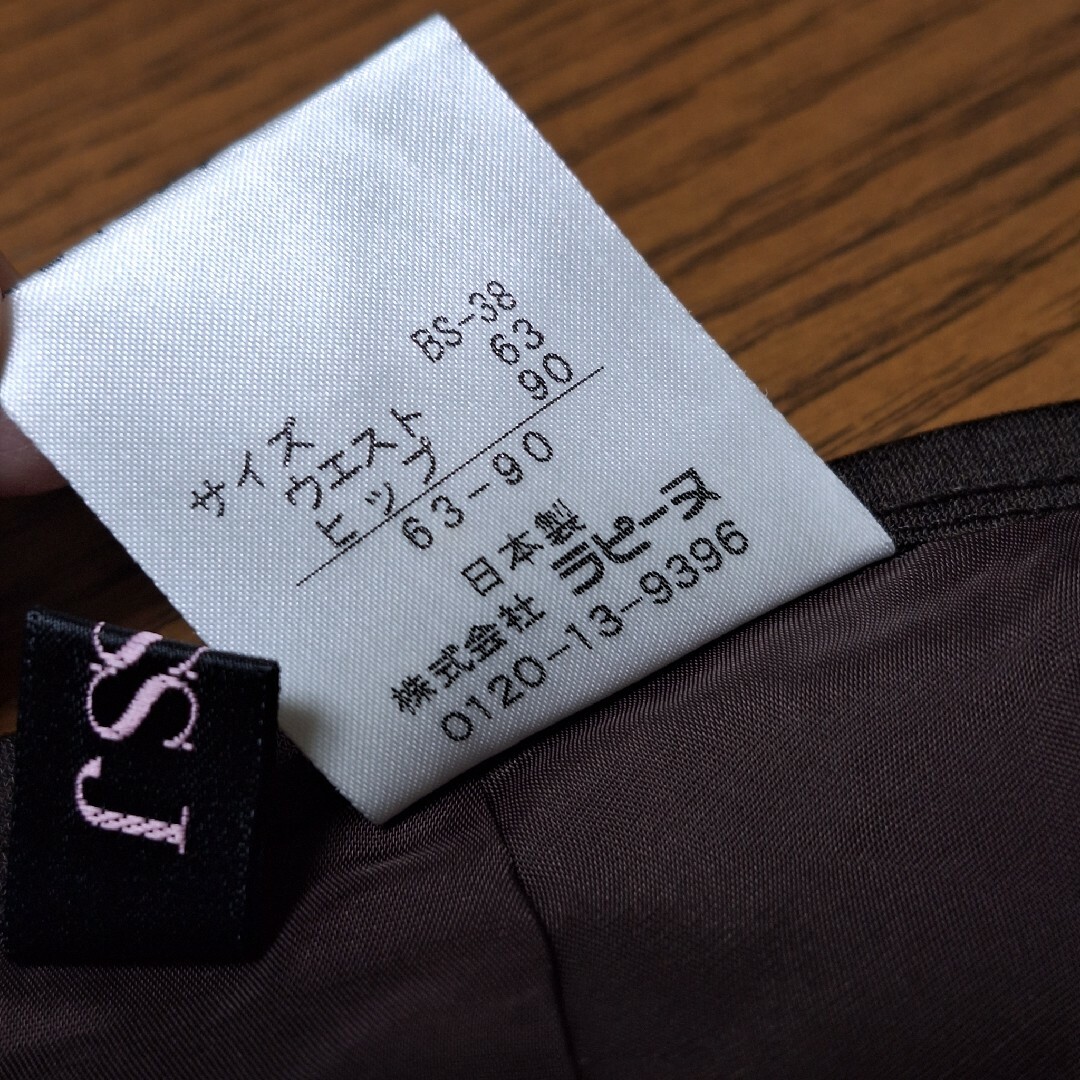 サイズ BS-38
ウエスト 63
ヒップ 90
63-90
日本製
株式会社 ラピーヌ
0120-13-9396
JS